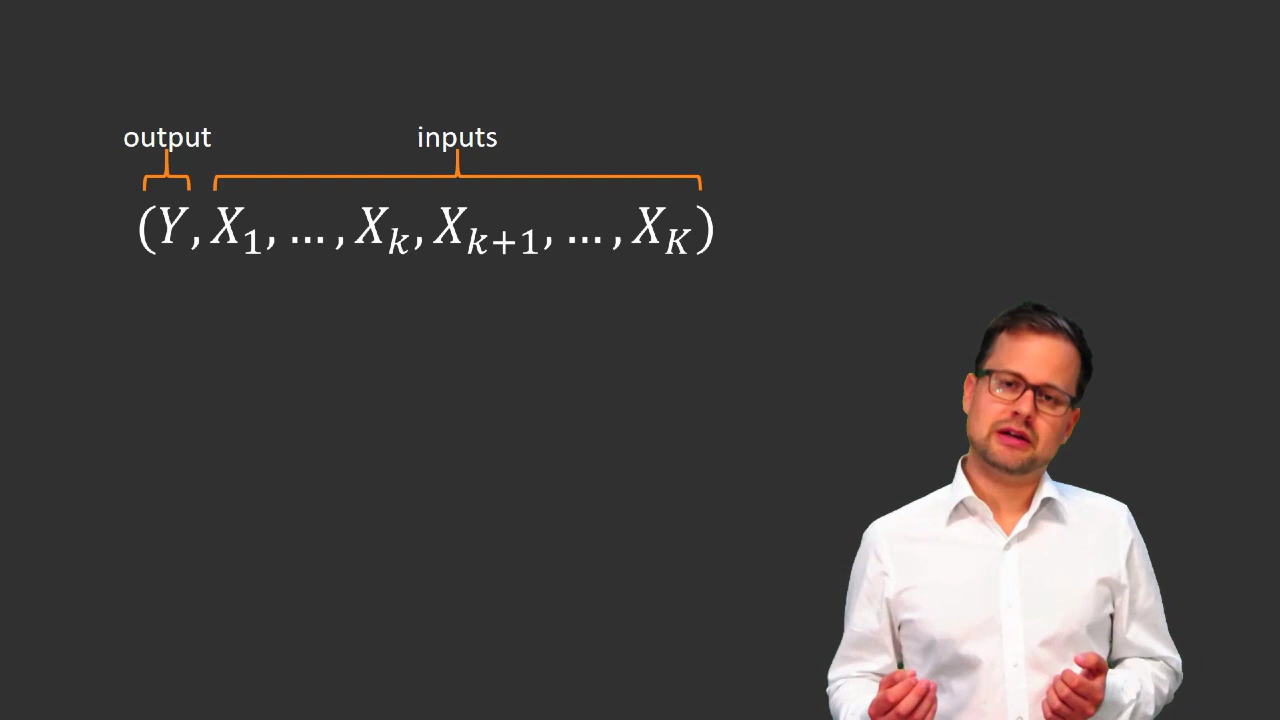 output inputs
(Y, X₁, … , Xₖ, Xₖ₊₁, … , X_K)